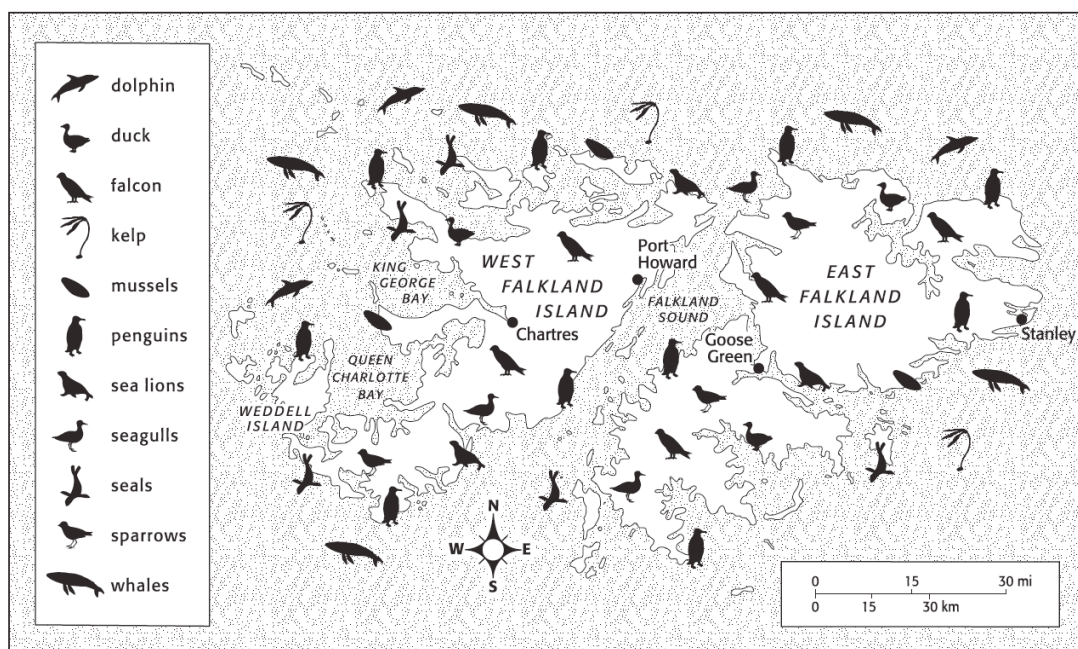 dolphin
duck
falcon
kelp
mussels
penguins
sea lions
seagulls
seals
sparrows
whales
KING
GEORGE
BAY
WEST
FALKLAND
ISLAND
Port
Howard
FALKLAND
SOUND
EAST
FALKLAND
ISLAND
Chartres
Goose
Green
Stanley
QUEEN
CHARLOTTE
BAY
WEDDELL
ISLAND
N
W E
S
0 15 30 mi
0 15 30 km